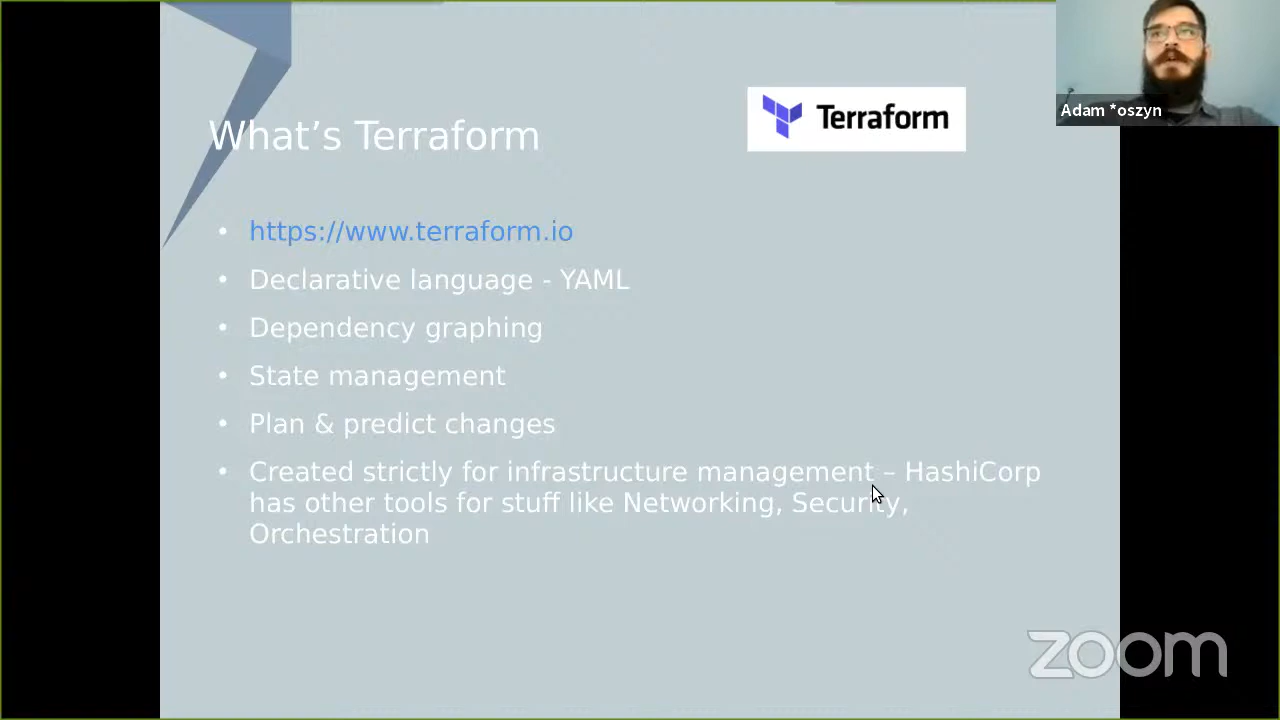 What’s Terraform
Terraform
Adam *oszyn
https://www.terraform.io
Declarative language - YAML
Dependency graphing
State management
Plan & predict changes
Created strictly for infrastructure management – HashiCorp
has other tools for stuff like Networking, Security,
Orchestration
zoom